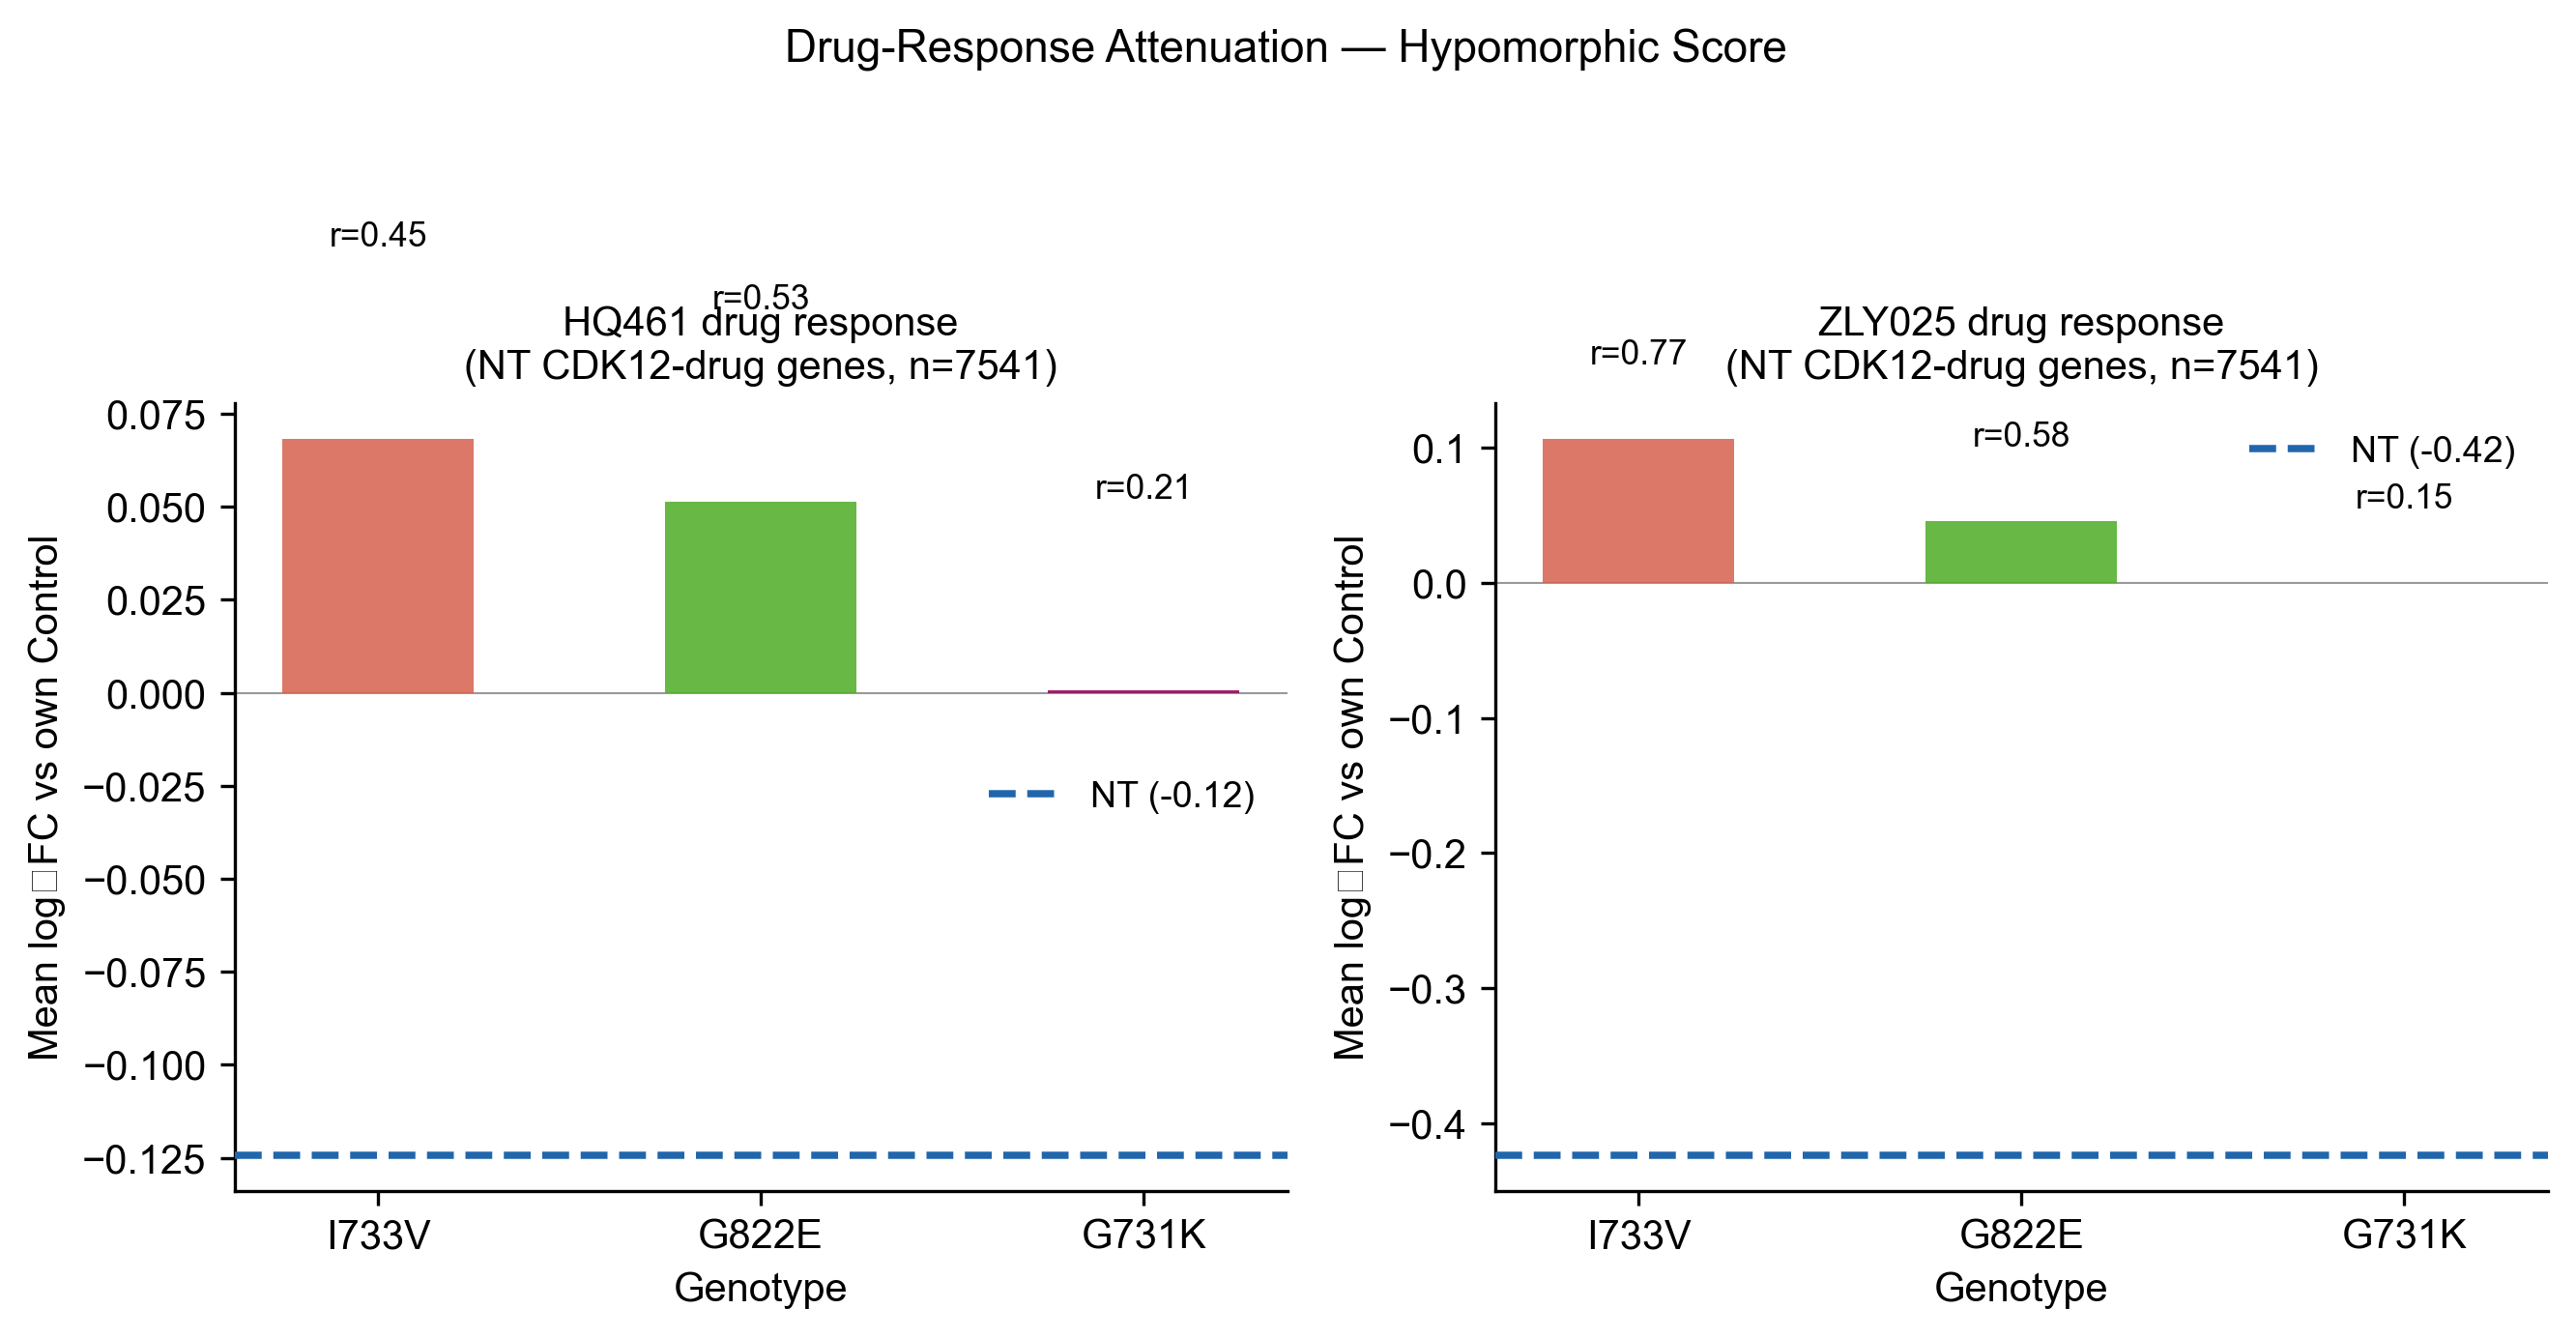 Drug-Response Attenuation — Hypomorphic Score
HQ461 drug response
(NT CDK12-drug genes, n=7541)
r=0.45
r=0.53
r=0.21
0.075
0.050
0.025
0.000
−0.025
−0.050
−0.075
−0.100
−0.125
Mean log□FC vs own Control
NT (-0.12)
I733V
G822E
G731K
Genotype
ZLY025 drug response
(NT CDK12-drug genes, n=7541)
r=0.77
r=0.58
r=0.15
NT (-0.42)
0.1
0.0
−0.1
−0.2
−0.3
−0.4
Mean log□FC vs own Control
I733V
G822E
G731K
Genotype